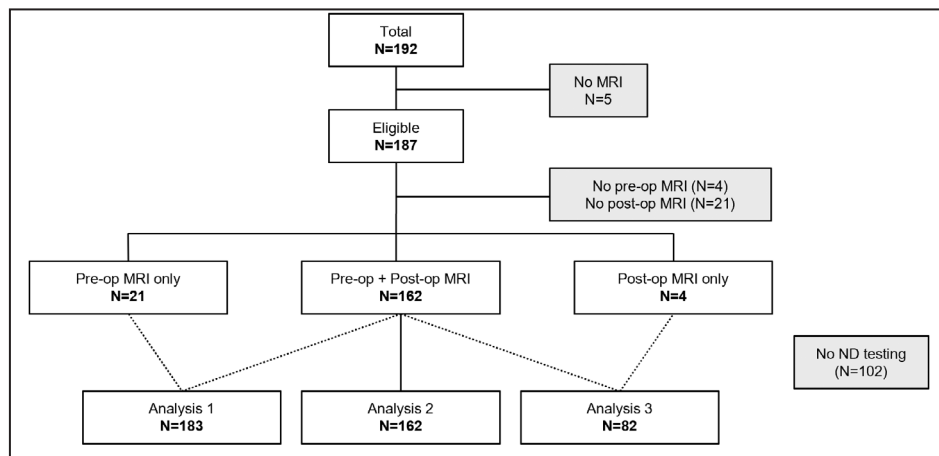 Total
N=192
No MRI
N=5
Eligible
N=187
No pre-op MRI (N=4)
No post-op MRI (N=21)
Pre-op MRI only
N=21
Pre-op + Post-op MRI
N=162
Post-op MRI only
N=4
No ND testing
(N=102)
Analysis 1
N=183
Analysis 2
N=162
Analysis 3
N=82